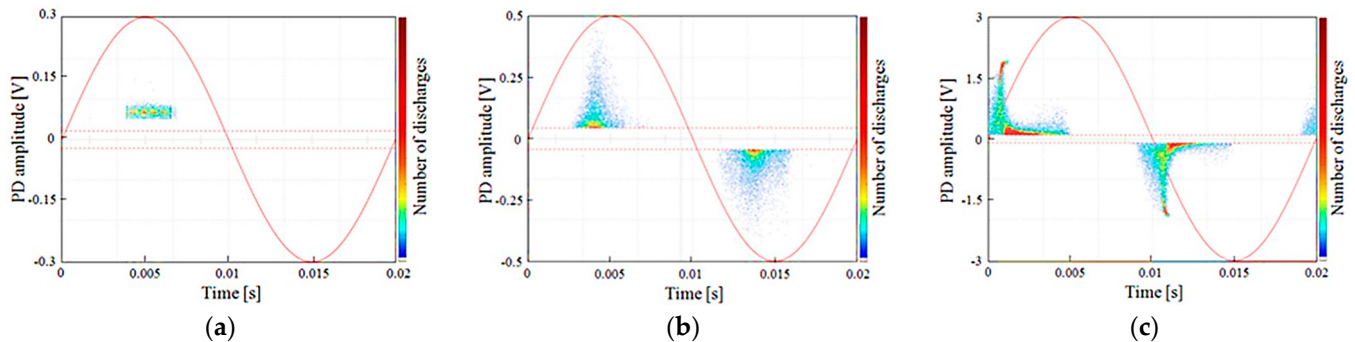 0.3
0.15
0
-0.15
-0.3
PD amplitudc [V]
0 0.005 0.01 0.015 0.02
Time [s]
Number of discharges
(a)
0.5
0.25
0
-0.25
-0.5
PD amplitudc [V]
0 0.005 0.01 0.015 0.02
Time [s]
Number of discharges
(b)
3
1.5
0
-1.5
-3
PD amplitudc [V]
0 0.005 0.01 0.015 0.02
Time [s]
Number of discharges
(c)